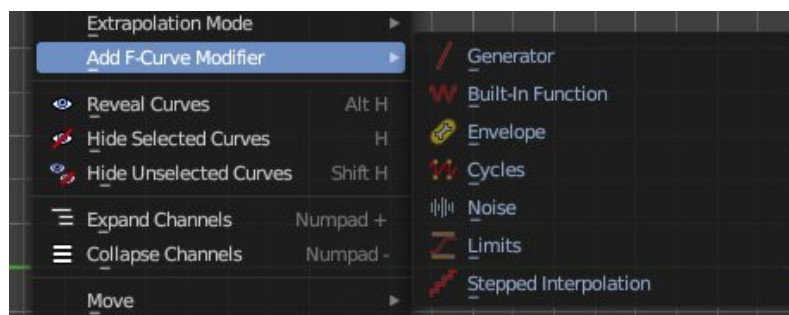 Extrapolation Mode
Add F-Curve Modifier
Reveal Curves Alt H
Hide Selected Curves H
Hide Unselected Curves Shift H
Expand Channels Numpad +
Collapse Channels Numpad -
Move
Generator
Built-In Function
Envelope
Cycles
Noise
Limits
Stepped Interpolation